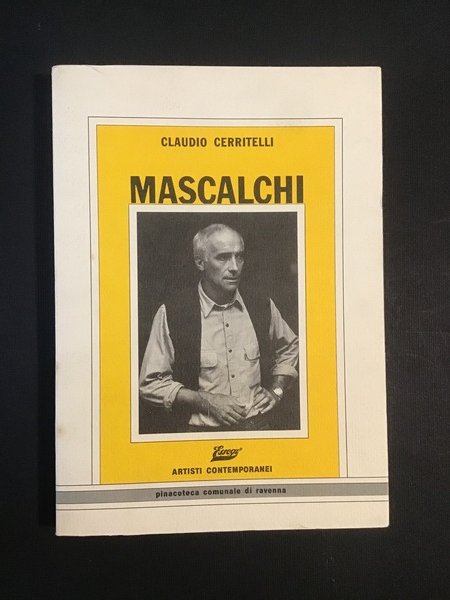 CLAUDIO CERRITELLI
MASCALCHI
Essegi
ARTISTI CONTEMPORANEI
pinacoteca comunale di ravenna